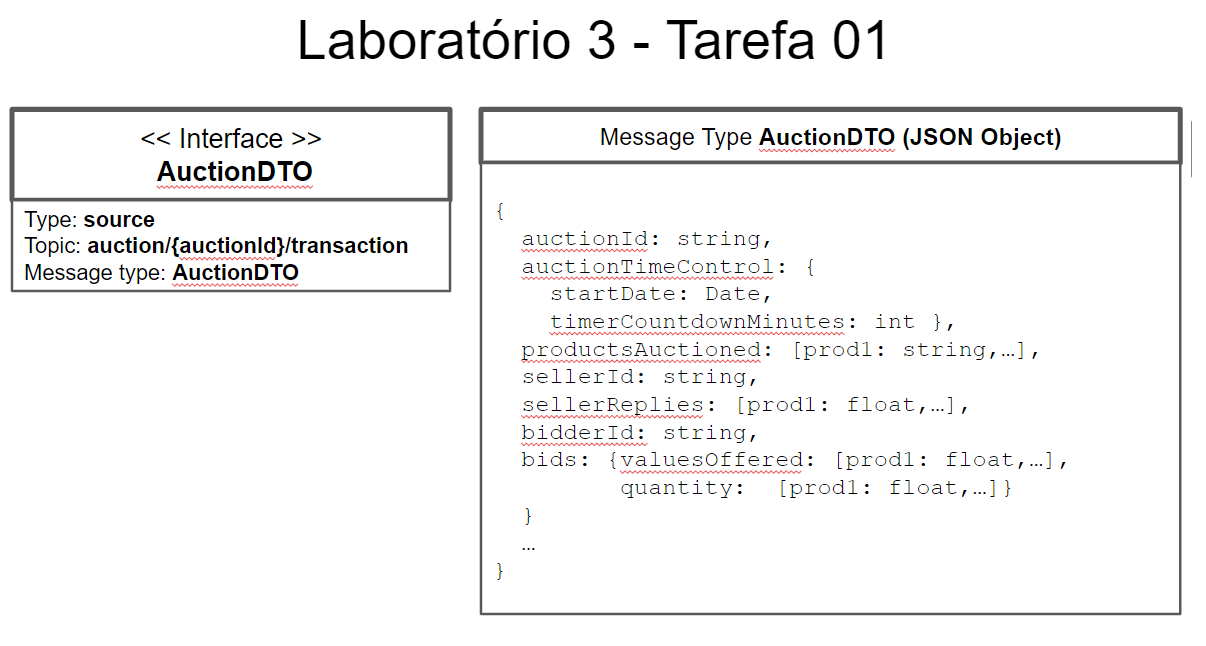 Laboratório 3 - Tarefa 01
<< Interface >>
AuctionDTO
Type: source
Topic: auction/{auctionId}/transaction
Message type: AuctionDTO
Message Type AuctionDTO (JSON Object)
{
auctionId: string,
auctionTimeControl: {
startDate: Date,
timerCountdownMinutes: int },
productsAuctioned: [prod1: string,…],
sellerId: string,
sellerReplies: [prod1: float,…],
bidderId: string,
bids: {valuesOffered: [prod1: float,…],
quantity: [prod1: float,…]}
}
…
}